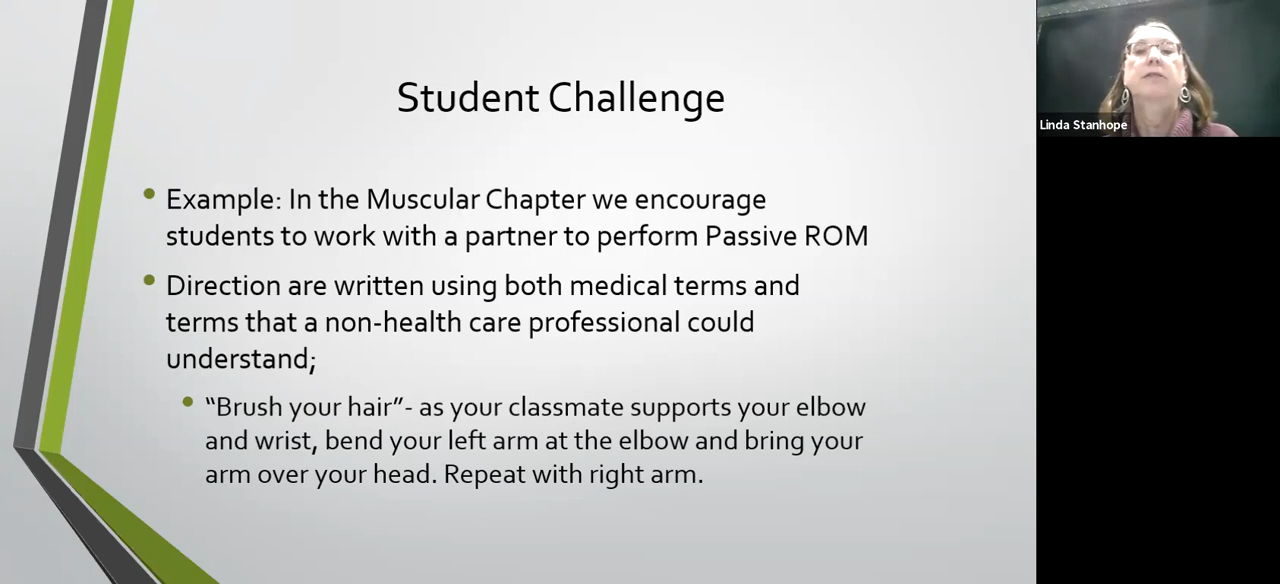 Student Challenge
Example: In the Muscular Chapter we encourage
students to work with a partner to perform Passive ROM
Direction are written using both medical terms and
terms that a non-health care professional could
understand;
“Brush your hair”- as your classmate supports your elbow
and wrist, bend your left arm at the elbow and bring your
arm over your head. Repeat with right arm.
Linda Stanhope